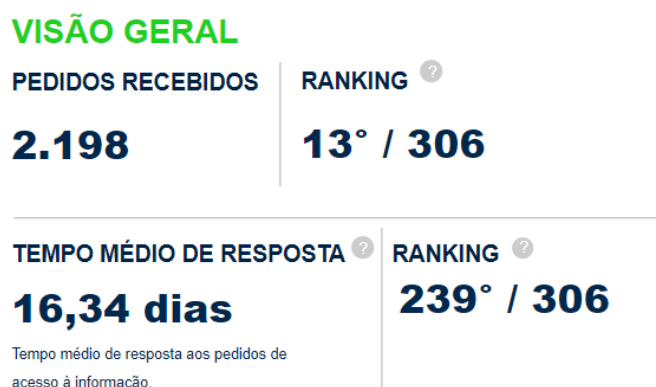 VISÃO GERAL
PEDIDOS RECEBIDOS
2.198
RANKING ?
13° / 306
TEMPO MÉDIO DE RESPOSTA ?
16,34 dias
Tempo médio de resposta aos pedidos de
acesso à informação.
RANKING ?
239° / 306